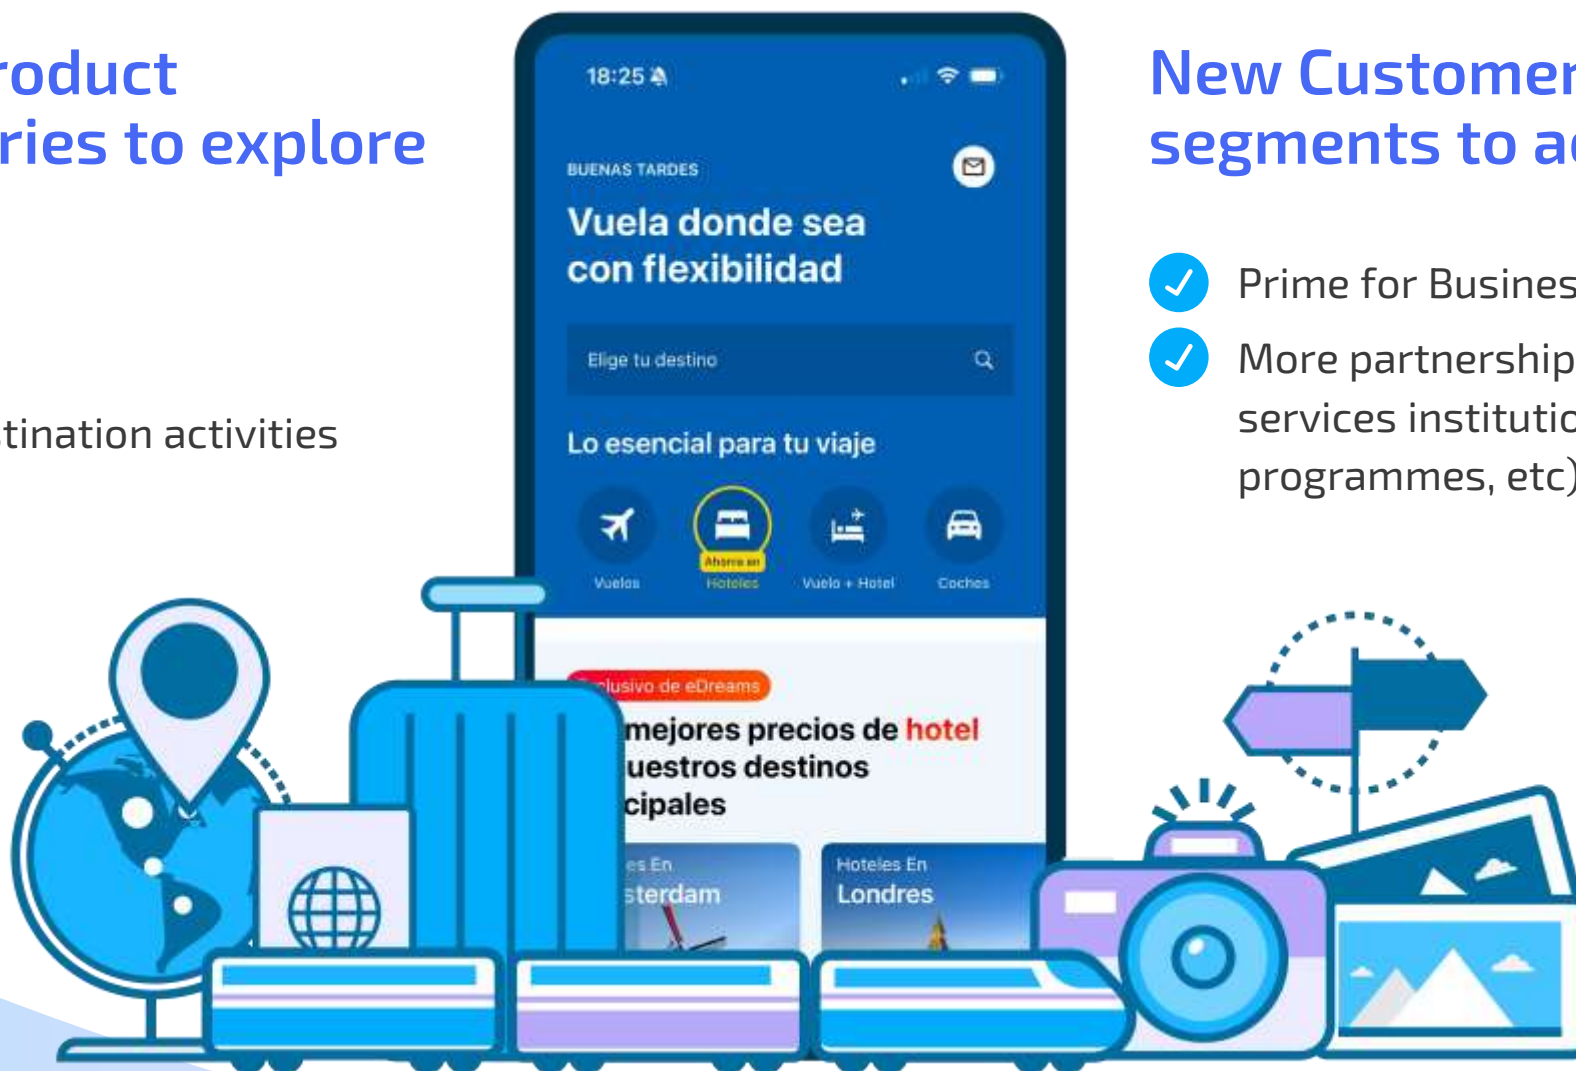 roduct
ries to explore
tination activities
18:25
BUENAS TARDES
Vuela donde sea
con flexibilidad
Elige tu destino
Lo esencial para tu viaje
Ahorra en
Vuelos
Hoteles
Vuelo + Hotel
Coches
clusivo de eDreams
mejores precios de hotel
uestros destinos
cipales
es En
sterdam
Hoteles En
Londres
New Customer
segments to a
Prime for Busines
More partnership
services institutio
programmes, etc)